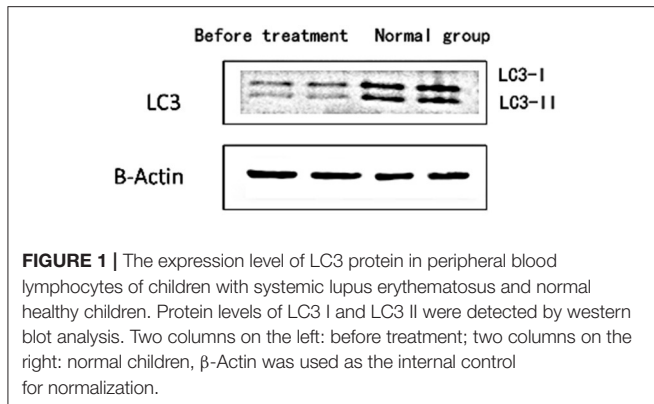 Before treatment Normal group
LC3-I
LC3
LC3-II
B-Actin
FIGURE 1 | The expression level of LC3 protein in peripheral blood
lymphocytes of children with systemic lupus erythematosus and normal
healthy children. Protein levels of LC3 I and LC3 II were detected by western
blot analysis. Two columns on the left: before treatment; two columns on the
right: normal children, β-Actin was used as the internal control
for normalization.